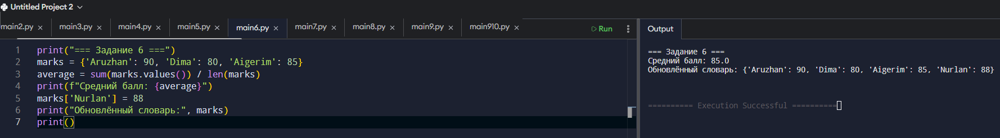 Untitled Project 2
main2.py × main3.py × main4.py × main5.py × main6.py × main7.py × main8.py × main9.py × main910.py ×
Run
Output
1 print("=== Задание 6 ===")
2 marks = {'Aruzhan': 90, 'Dima': 80, 'Aigerim': 85}
3 average = sum(marks.values()) / len(marks)
4 print(f"Средний балл: {average}")
5 marks['Nurlan'] = 88
6 print("Обновлённый словарь:", marks)
7 print()
=== Задание 6 ===
Средний балл: 85.0
Обновлённый словарь: {'Aruzhan': 90, 'Dima': 80, 'Aigerim': 85, 'Nurlan': 88}
========== Execution Successful ==========